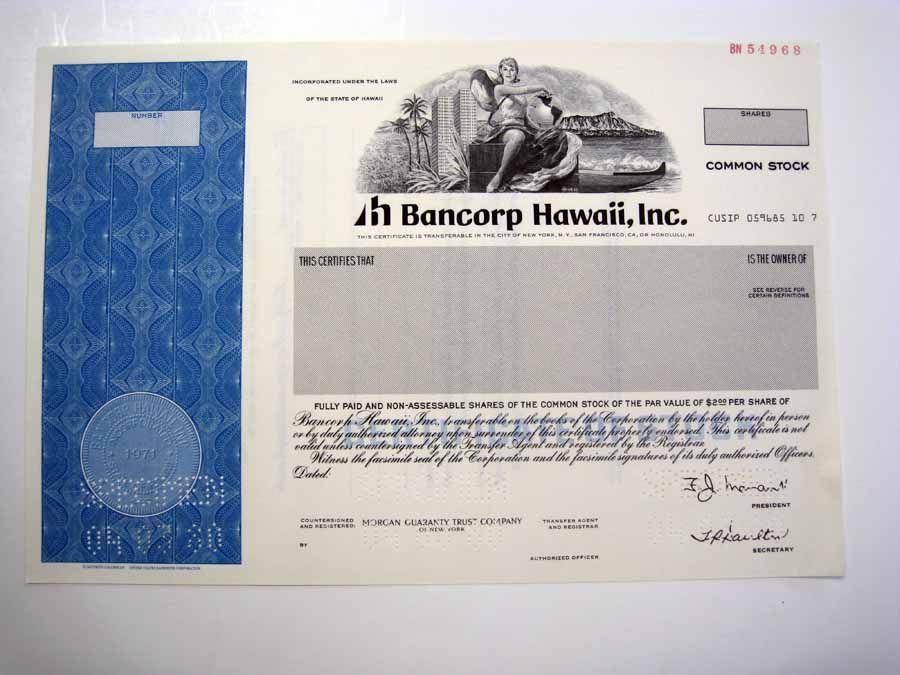 BN 54968
INCORPORATED UNDER THE LAWS
OF THE STATE OF HAWAII
NUMBER
SHARES
COMMON STOCK
Bancorp Hawaii, Inc.
CUSIP 059685 10 7
THIS CERTIFICATE IS TRANSFERABLE IN THE CITY OF NEW YORK, N.Y., SAN FRANCISCO, CA, OR HONOLULU, HI
THIS CERTIFIES THAT
IS THE OWNER OF
SEE REVERSE FOR
CERTAIN DEFINITIONS
FULLY PAID AND NON-ASSESSABLE SHARES OF THE COMMON STOCK OF THE PAR VALUE OF $2.00 PER SHARE OF
Bancorp Hawaii, Inc., transferable on the books of the Corporation by the holder hereof in person
or by duly authorized attorney upon surrender of this certificate properly endorsed. This certificate is not
valid unless countersigned by the Transfer Agent and registered by the Registrar.
Witness the facsimile seal of the Corporation and the facsimile signatures of its duly authorized Officers.
Dated:
1971
PRESIDENT
COUNTERSIGNED
AND REGISTERED:
MORGAN GUARANTY TRUST COMPANY
OF NEW YORK
TRANSFER AGENT
AND REGISTRAR
BY
AUTHORIZED OFFICER
SECRETARY